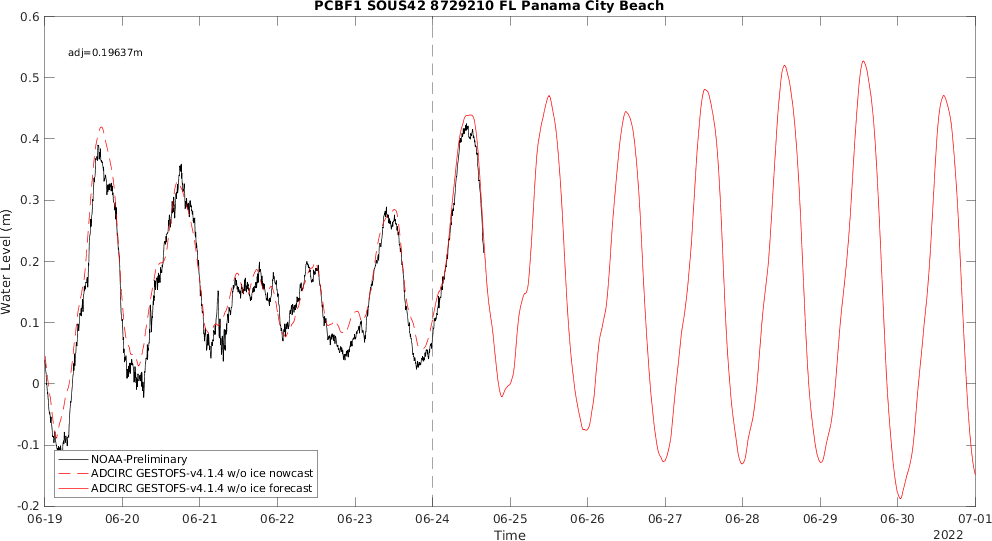 PCBF1 SOUS42 8729210 FL Panama City Beach
adj=0.19637m
Water Level (m)
0.6
0.5
0.4
0.3
0.2
0.1
0
-0.1
-0.2
NOAA-Preliminary
ADCIRC GESTOFS-v4.1.4 w/o ice nowcast
ADCIRC GESTOFS-v4.1.4 w/o ice forecast
06-19 06-20 06-21 06-22 06-23 06-24 06-25 06-26 06-27 06-28 06-29 06-30 07-01
Time
2022